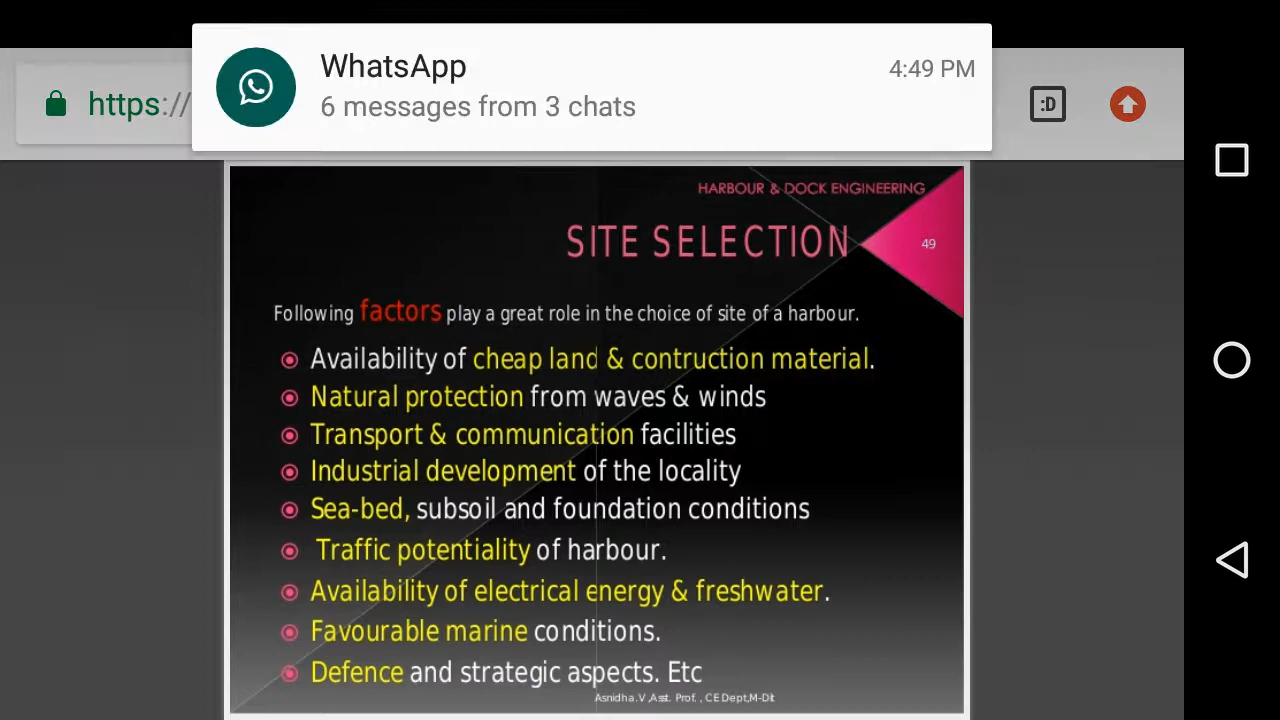 WhatsApp
4:49 PM
6 messages from 3 chats
https://
:D
HARBOUR & DOCK ENGINEERING
SITE SELECTION
49
Following factors play a great role in the choice of site of a harbour.
Availability of cheap land & contruction material.
Natural protection from waves & winds
Transport & communication facilities
Industrial development of the locality
Sea-bed, subsoil and foundation conditions
Traffic potentiality of harbour.
Availability of electrical energy & freshwater.
Favourable marine conditions.
Defence and strategic aspects. Etc
Asnidha.V,Asst. Prof. , CE Dept,M-Dit